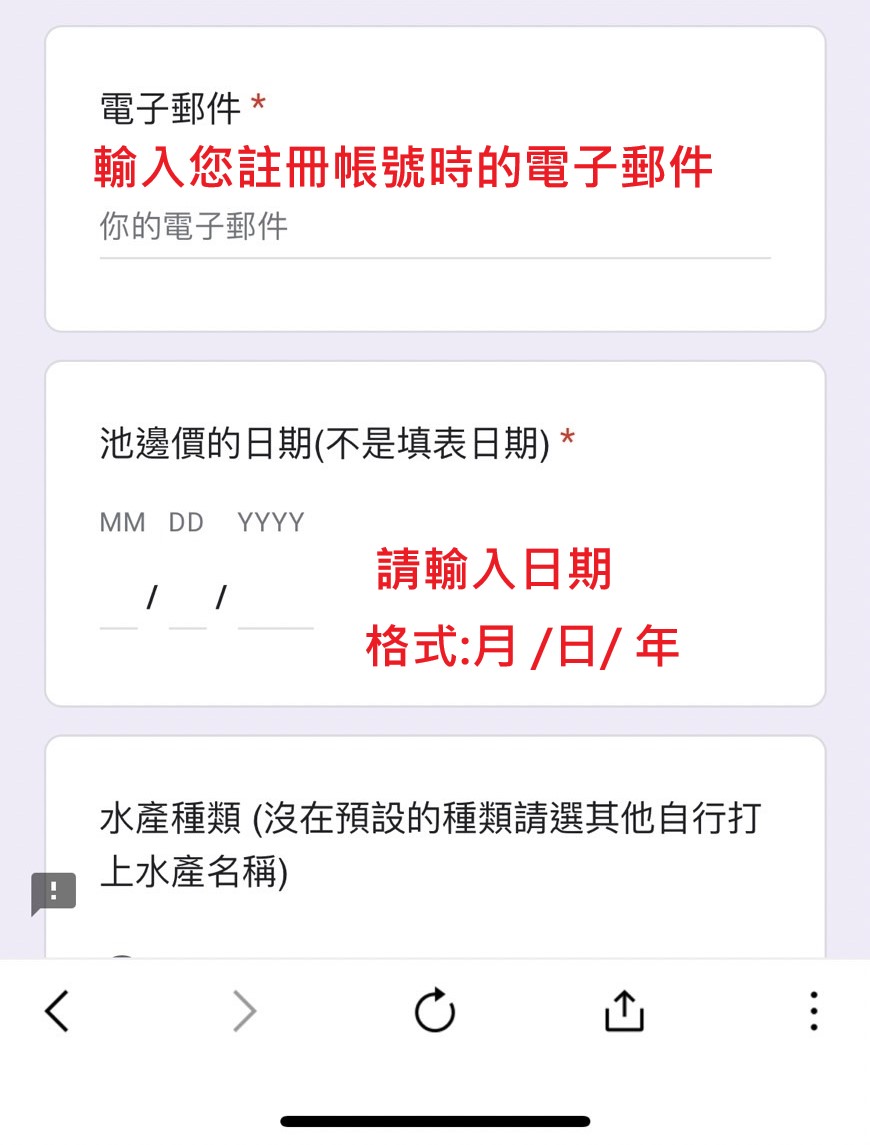 電子郵件 *
輸入您註冊帳號時的電子郵件
你的電子郵件
池邊價的日期(不是填表日期) *
MM DD YYYY
/ /
請輸入日期
格式:月 /日/ 年
水產種類 (沒在預設的種類請選其他自行打
上水產名稱)